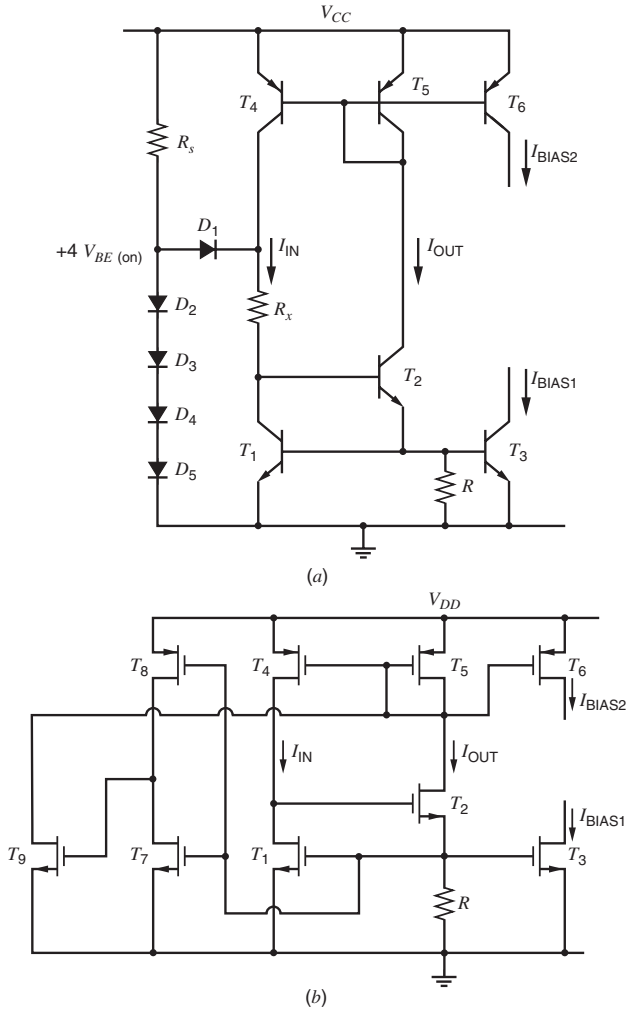 V_CC
T_4
T_5
T_6
R_s
I_BIAS2
D_1
+4 V_BE (on)
I_IN
I_OUT
D_2
R_x
D_3
T_2
I_BIAS1
D_4
T_1
T_3
D_5
R
(a)
V_DD
T_8
T_4
T_5
T_6
I_BIAS2
I_IN
I_OUT
T_2
I_BIAS1
T_9
T_7
T_1
T_3
R
(b)